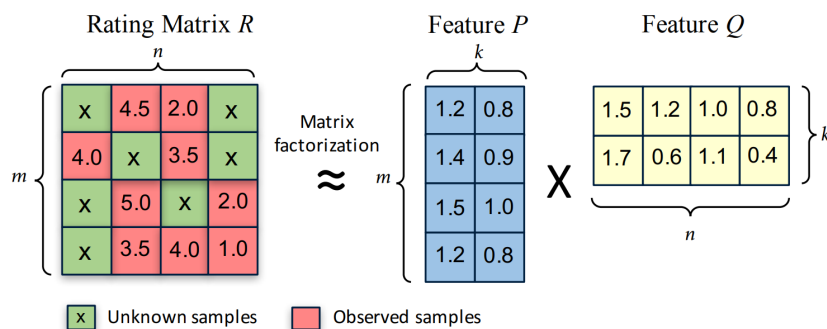 Rating Matrix R
Feature P
Feature Q
n
k
m
x 4.5 2.0 x
4.0 x 3.5 x
x 5.0 x 2.0
x 3.5 4.0 1.0
Matrix
factorization
≈
m
1.2 0.8
1.4 0.9
1.5 1.0
1.2 0.8
X
1.5 1.2 1.0 0.8
1.7 0.6 1.1 0.4
k
n
x Unknown samples
Observed samples